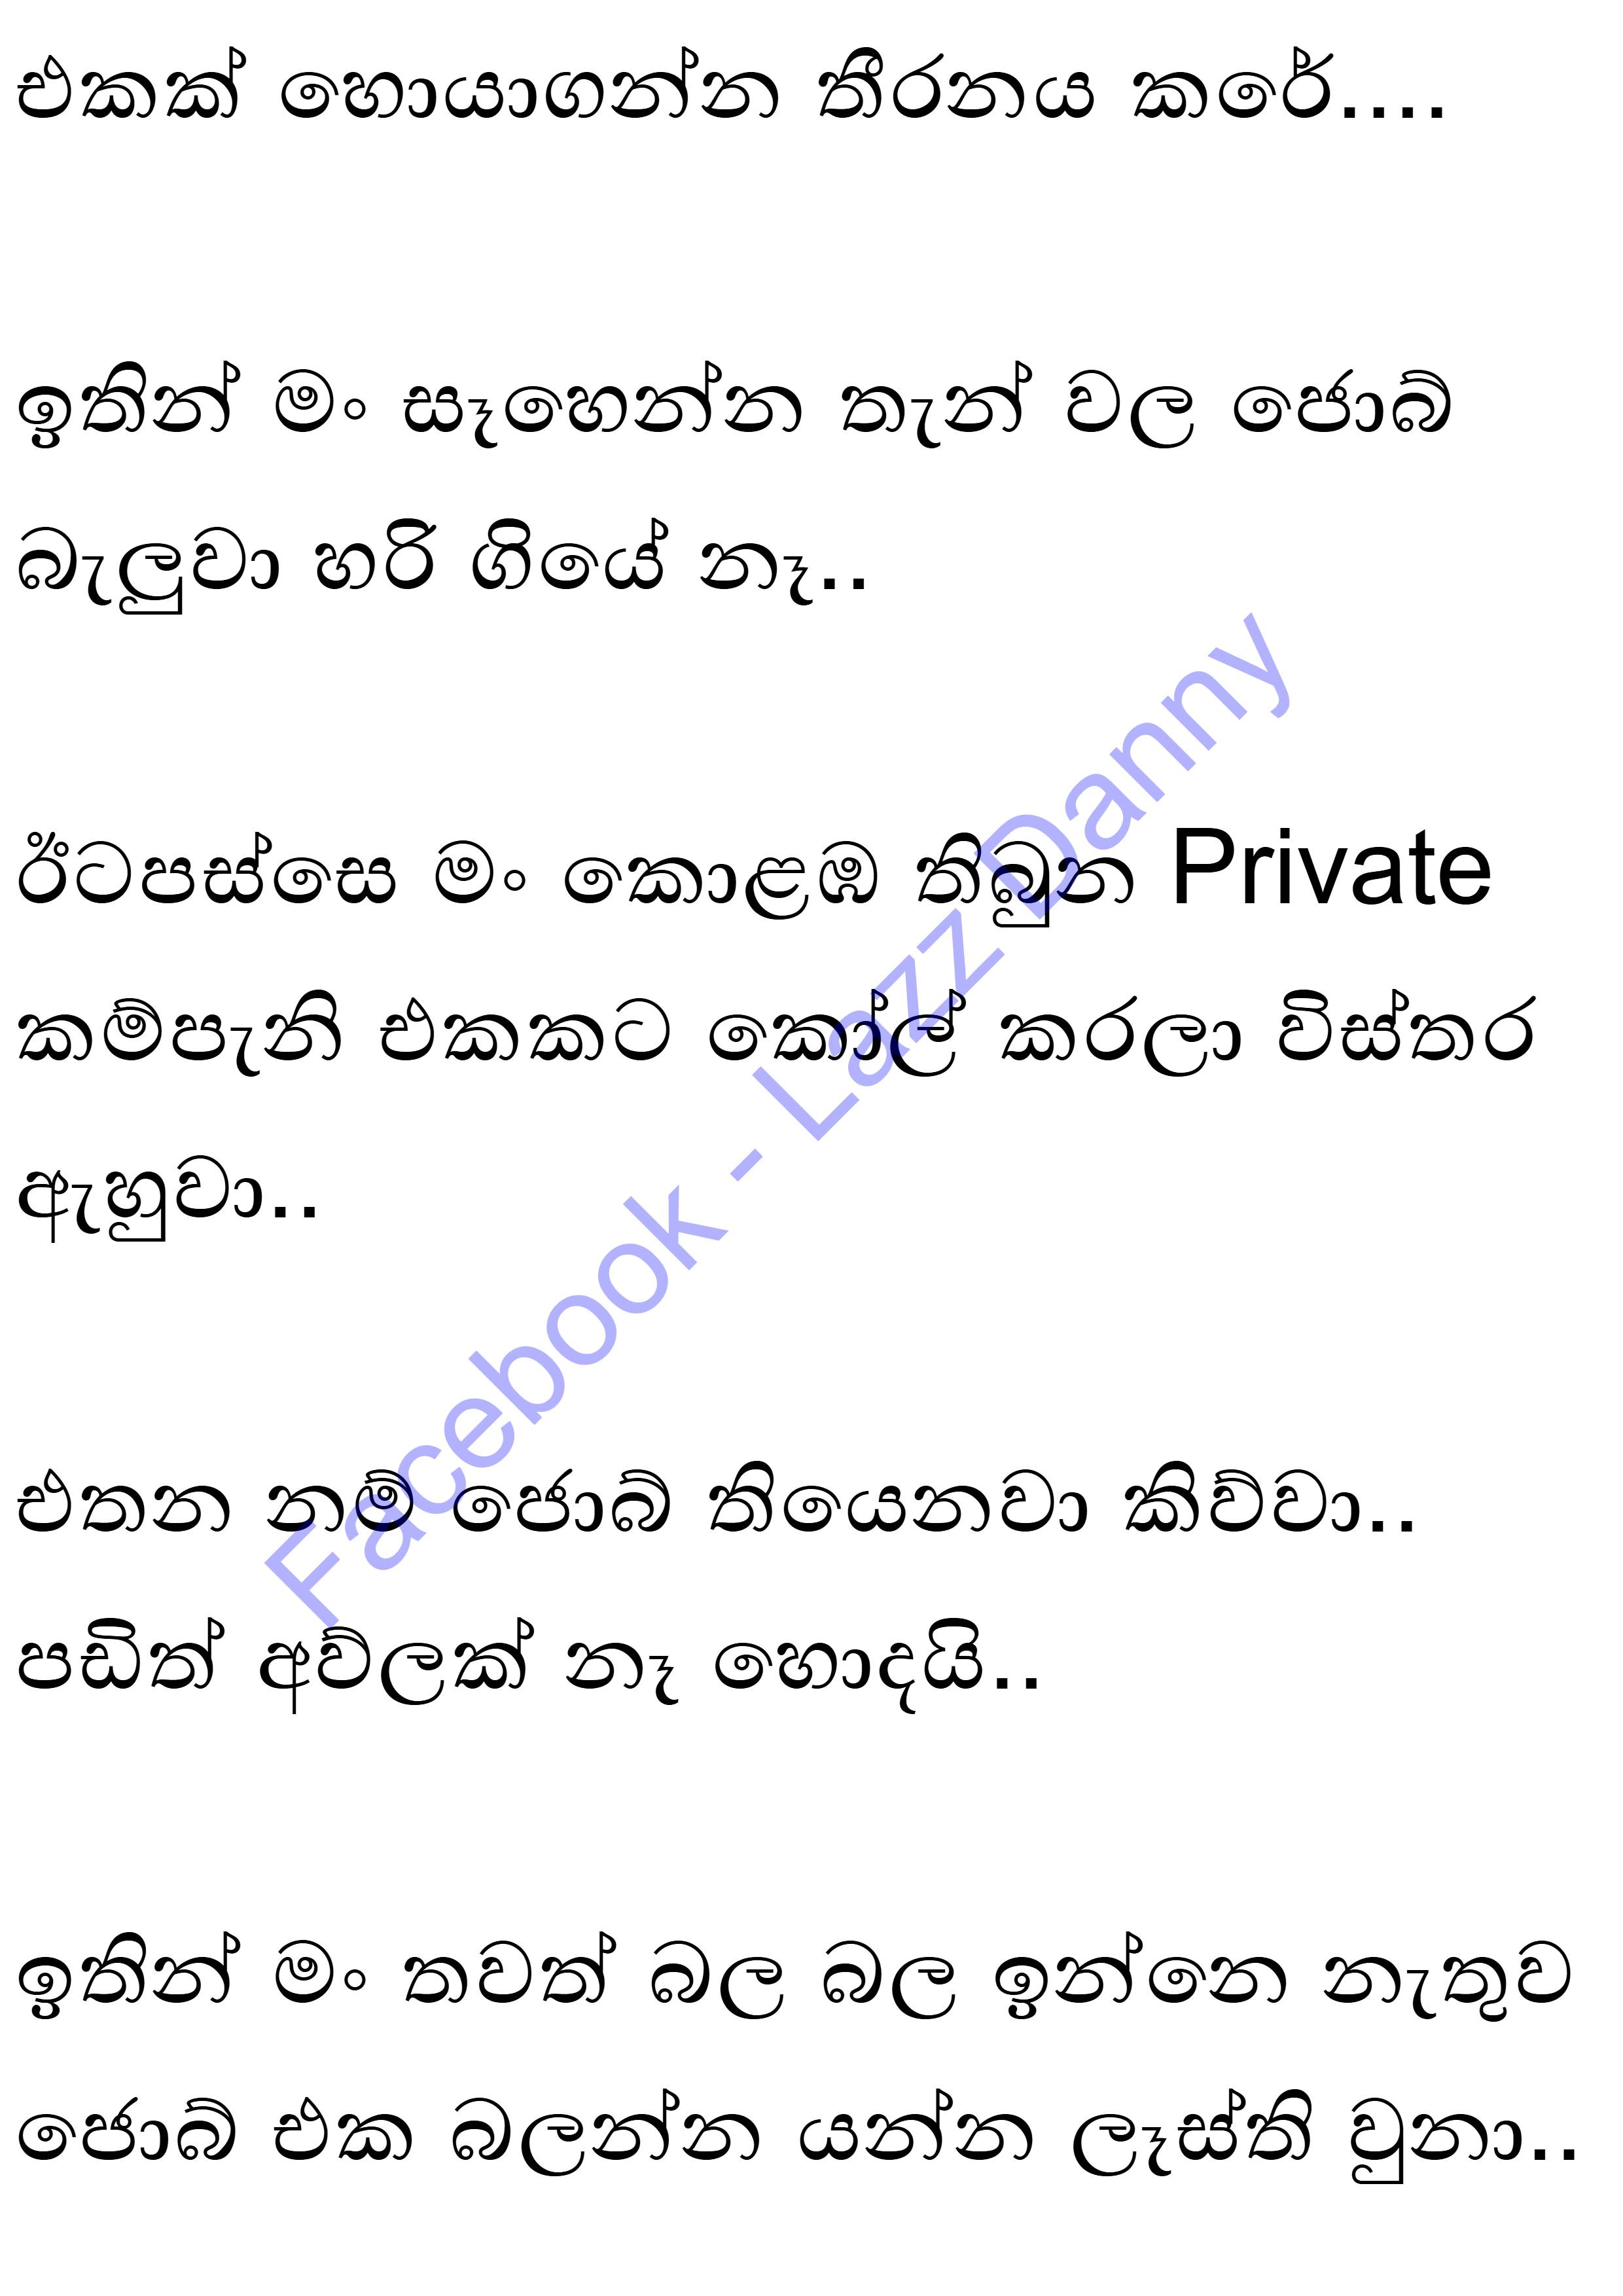 එකක් හොයාගන්න තීරනය කරේ....
ඉතින් මං සෑහෙන්න තැන් වල ජොබ්
බැලුවා හරි ගියේ නෑ..
ඊටපස්සෙ මං කොළඹ තිබුන Private
කම්පැනි එකකට කෝල් කරලා විස්තර
ඇහුවා..
එතන නම් ජොබ් තියෙනවා කිව්වා..
පඩිත් අව්ලක් නෑ හොදයි..
ඉතින් මං තවත් බල බල ඉන්නෙ නැතුව
ජොබ් එක බලන්න යන්න ලෑස්ති වුනා..
Facebook - Lazz Danny